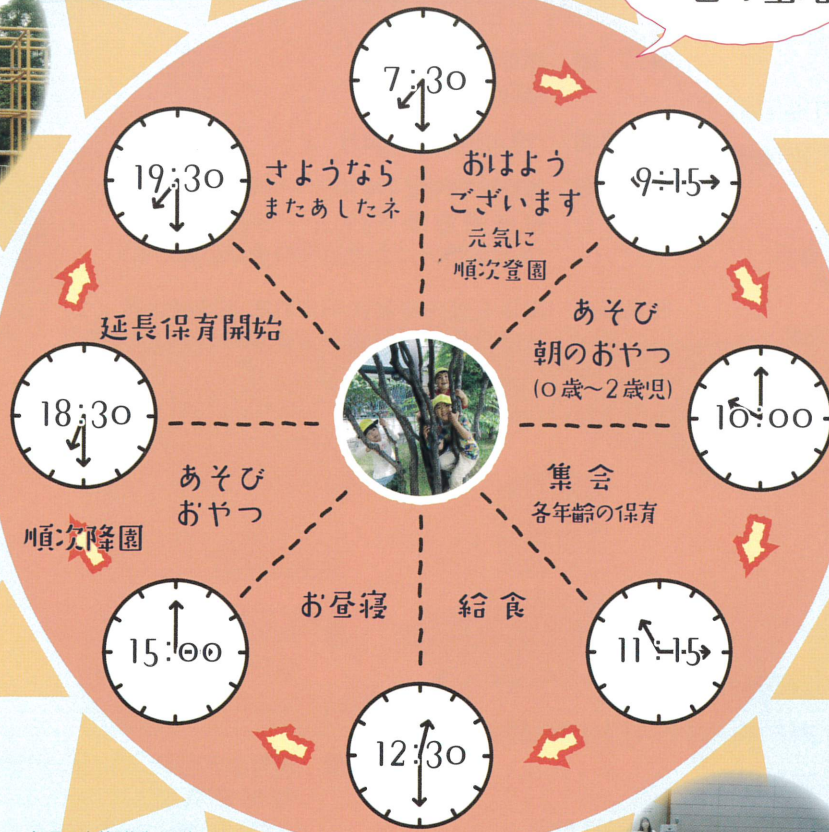 7:30
おはよう
ございます
元気に
順次登園
9:15
あそび
朝のおやつ
(0歳〜2歳児)
10:00
集会
各年齢の保育
11:15
給食
12:30
お昼寝
15:00
あそび
おやつ
順次降園
18:30
延長保育開始
19:30
さようなら
またあしたネ